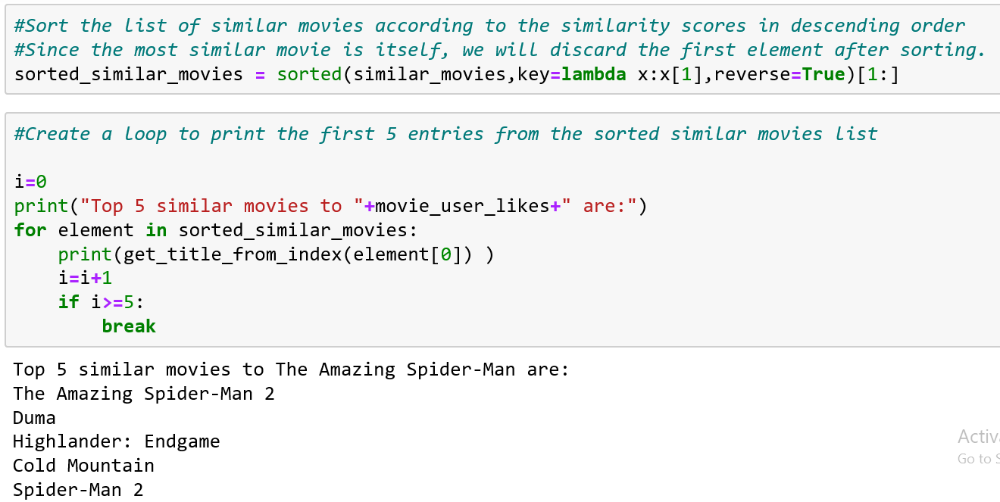 #Sort the list of similar movies according to the similarity scores in descending order
#Since the most similar movie is itself, we will discard the first element after sorting.
sorted_similar_movies = sorted(similar_movies,key=lambda x:x[1],reverse=True)[1:]
#Create a loop to print the first 5 entries from the sorted similar movies list
i=0
print("Top 5 similar movies to "+movie_user_likes+" are:")
for element in sorted_similar_movies:
    print(get_title_from_index(element[0]) )
    i=i+1
    if i>=5:
        break
Top 5 similar movies to The Amazing Spider-Man are:
The Amazing Spider-Man 2
Duma
Highlander: Endgame
Cold Mountain
Spider-Man 2
Go to